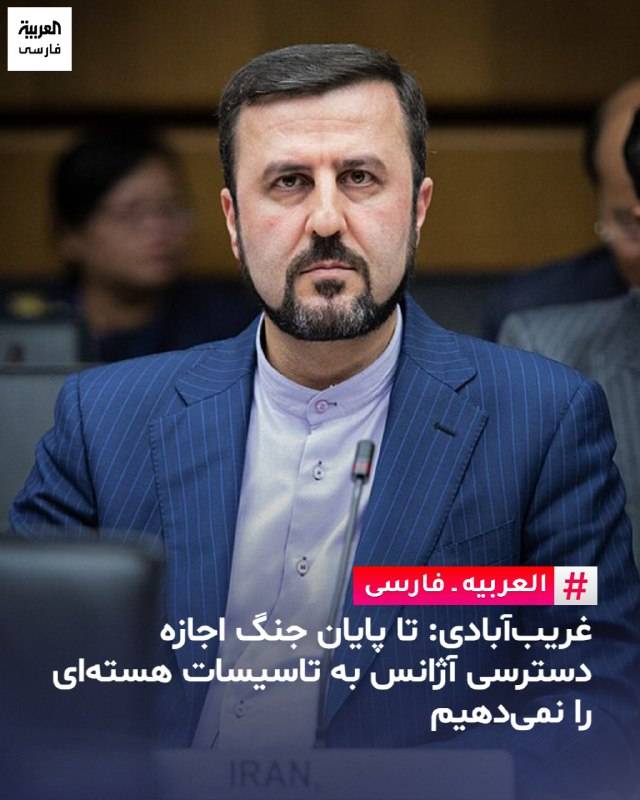 العربية
فارسی
# العربیه ـ فارسی
غریب‌آبادی: تا پایان جنگ اجازه
دسترسی آژانس به تاسیسات هسته‌ای
را نمی‌دهیم
IRAN,